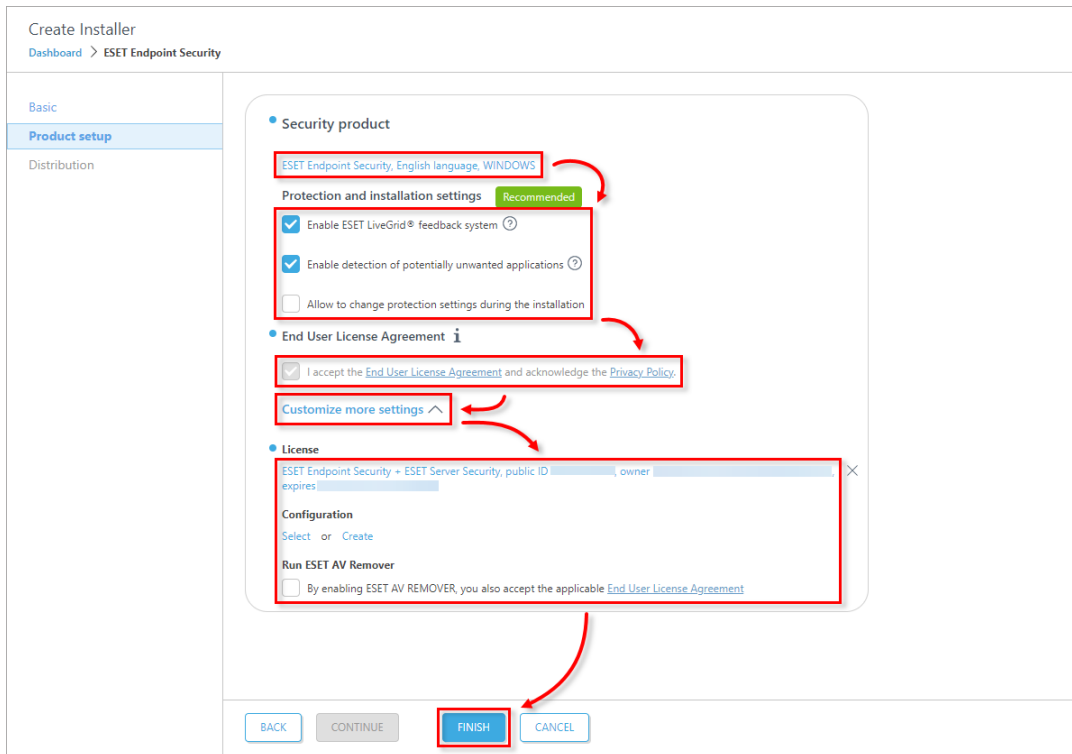 Create Installer
Dashboard > ESET Endpoint Security
Basic
Product setup
Distribution
Security product
ESET Endpoint Security, English language, WINDOWS
Protection and installation settings Recommended
Enable ESET LiveGrid® feedback system ?
Enable detection of potentially unwanted applications ?
Allow to change protection settings during the installation
End User License Agreement i
I accept the End User License Agreement and acknowledge the Privacy Policy.
Customize more settings
License
ESET Endpoint Security + ESET Server Security, public ID , owner ,
expires
Configuration
Select or Create
Run ESET AV Remover
By enabling ESET AV REMOVER, you also accept the applicable End User License Agreement
BACK CONTINUE FINISH CANCEL